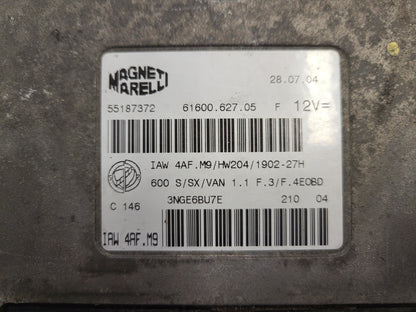 MAGNETI
MARELLI
28.07.04
55187372 61600.627.05 F 12V=
IAW 4AF.M9/HW204/1902-27H
600 S/SX/VAN 1.1 F.3/F.4EOBD
C 146 3NGE6BU7E 210 04
IAW 4AF.M9